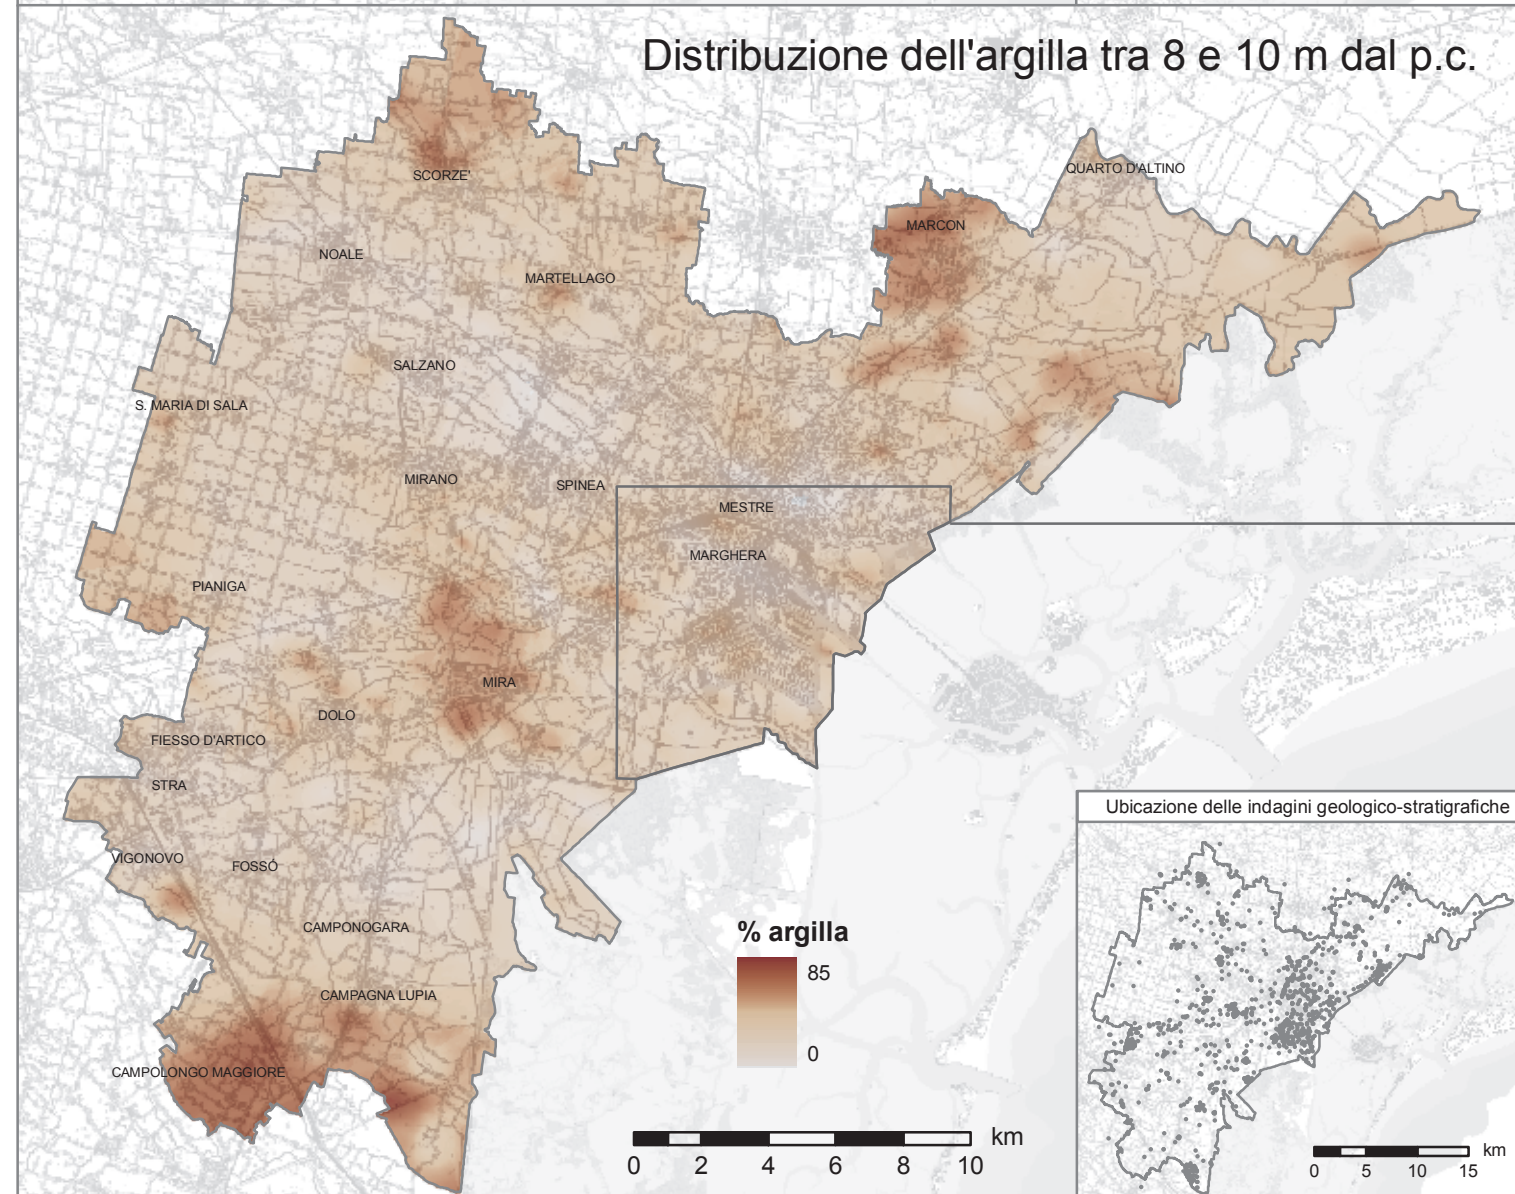 Distribuzione dell'argilla tra 8 e 10 m dal p.c.
QUARTO D'ALTINO
SCORZE'
MARCON
NOALE
MARTELLAGO
SALZANO
S. MARIA DI SALA
MIRANO
SPINEA
MESTRE
MARGHERA
PIANIGA
MIRA
DOLO
FIESSO D'ARTICO
STRA
Ubicazione delle indagini geologico-stratigrafiche
VIGONOVO
FOSSÓ
CAMPONOGARA
% argilla
85
0
CAMPAGNA LUPIA
CAMPOLONGO MAGGIORE
km
0 2 4 6 8 10
km
0 5 10 15